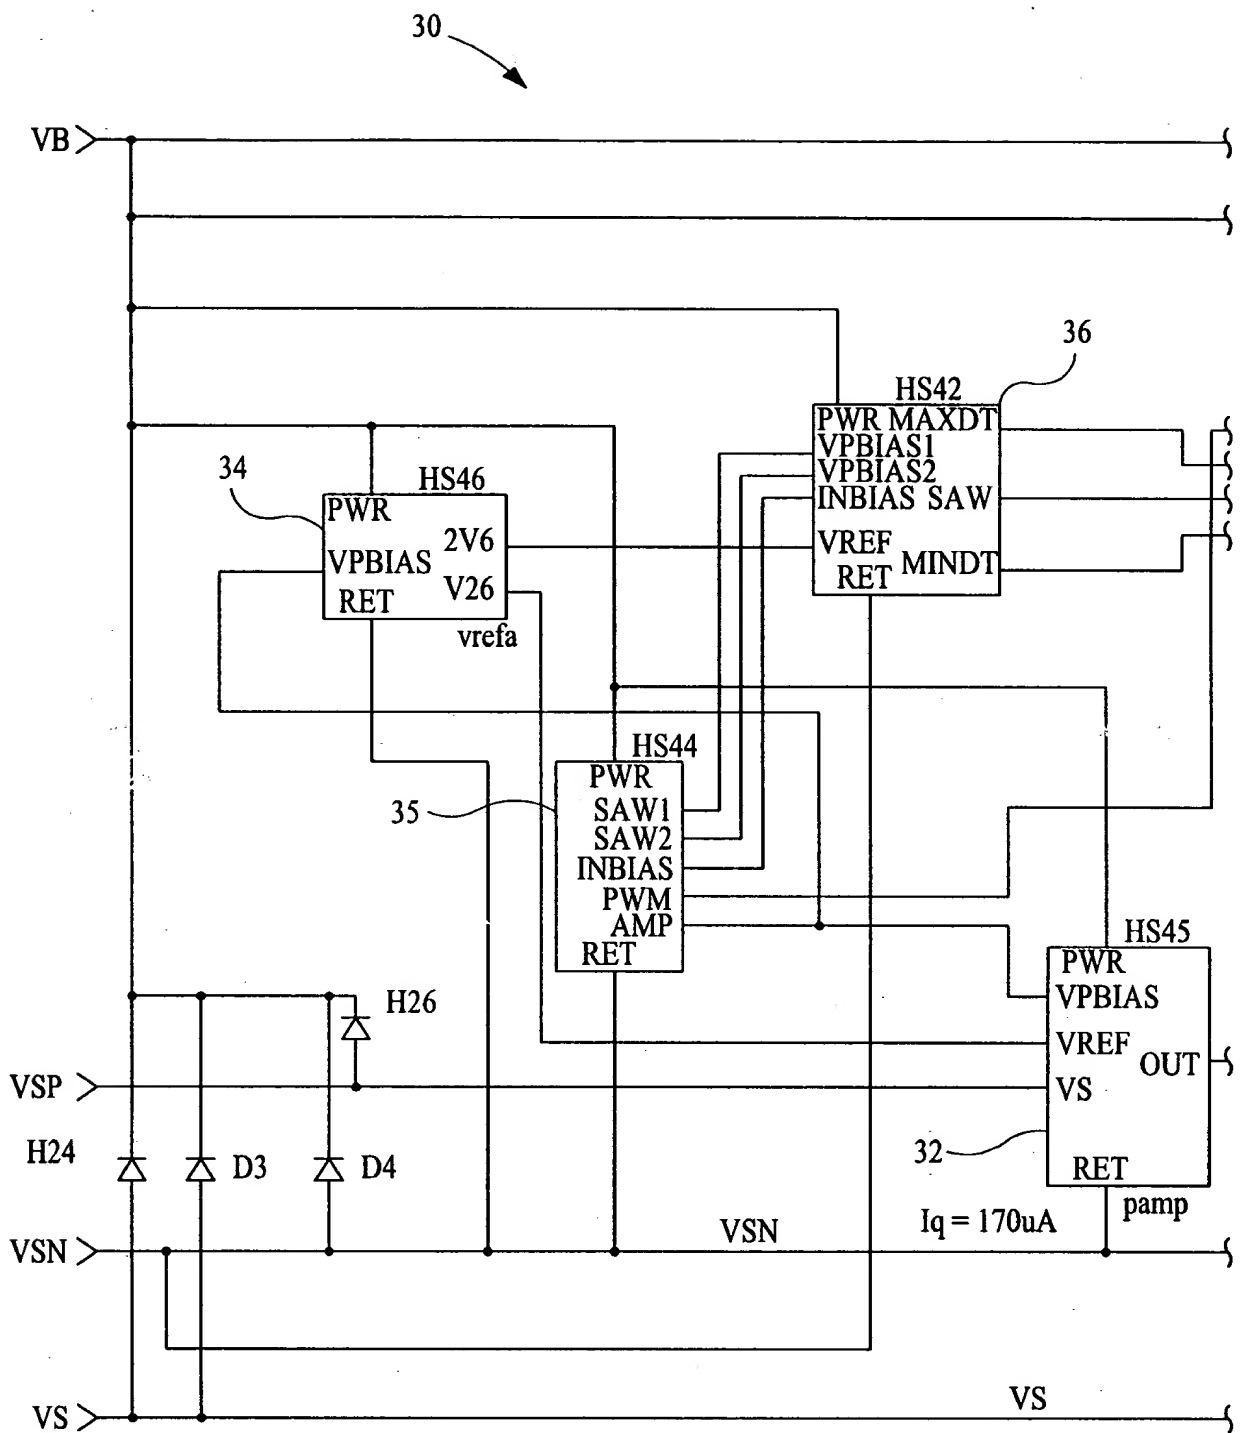 30
VB
36
HS42
PWR MAXDT
VPBIAS1
VPBIAS2
INBIAS SAW
VREF
MINDT
RET
34
HS46
PWR
2V6
VPBIAS
V26
RET
vrefa
HS44
PWR
35
SAW1
SAW2
INBIAS
PWM
AMP
RET
HS45
PWR
VPBIAS
VREF
OUT
VS
RET
32
pamp
Iq = 170uA
H26
VSP
H24
D3
D4
VSN
VSN
VS
VS